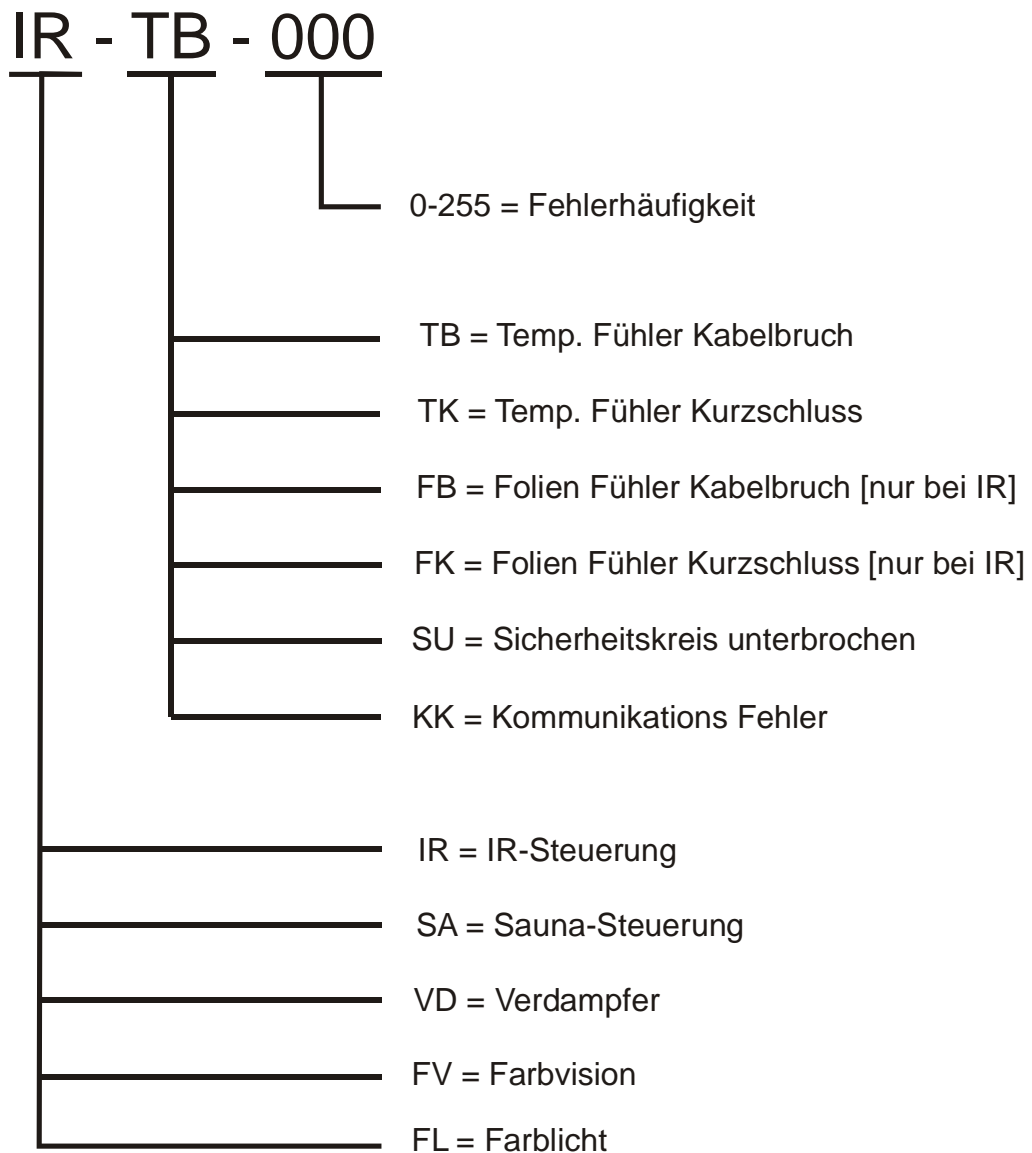 IR - TB - 000
0-255 = Fehlerhäufigkeit
TB = Temp. Fühler Kabelbruch
TK = Temp. Fühler Kurzschluss
FB = Folien Fühler Kabelbruch [nur bei IR]
FK = Folien Fühler Kurzschluss [nur bei IR]
SU = Sicherheitskreis unterbrochen
KK = Kommunikations Fehler
IR = IR-Steuerung
SA = Sauna-Steuerung
VD = Verdampfer
FV = Farbvision
FL = Farblicht